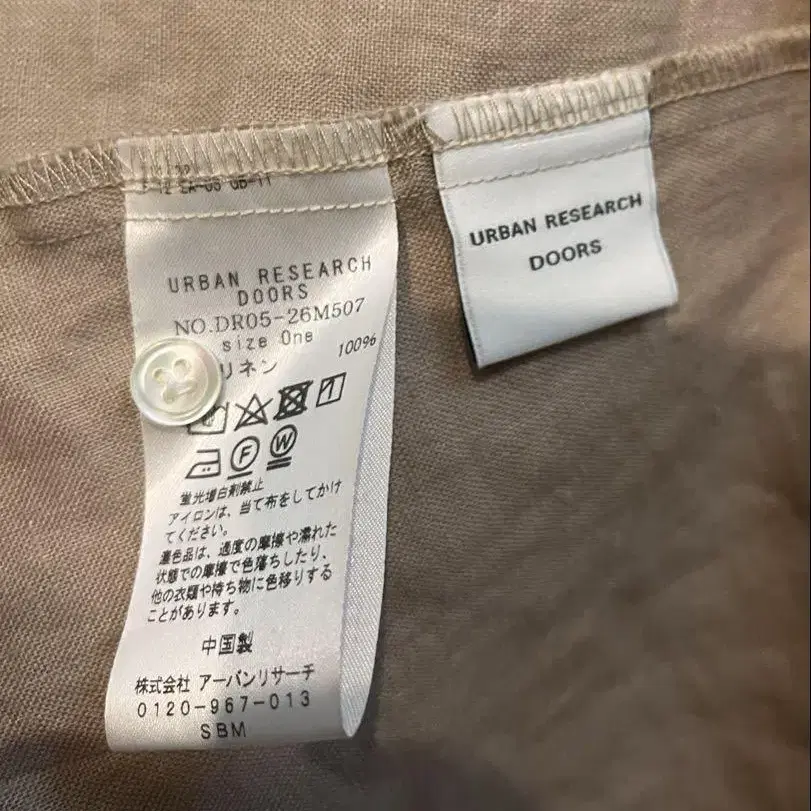 URBAN RESEARCH
DOORS
NO.DR05-26M507
size One
リネン 100%
F
W
蛍光増白剤禁止
アイロンは、当て布をしてかけ
てください。
濃色品は、過度の摩擦や濡れた
状態での摩擦で色落ちしたり、
他の衣類や持ち物に色移りする
ことがあります。
中国製
株式会社 アーバンリサーチ
0120-967-013
SBM
URBAN RESEARCH
DOORS